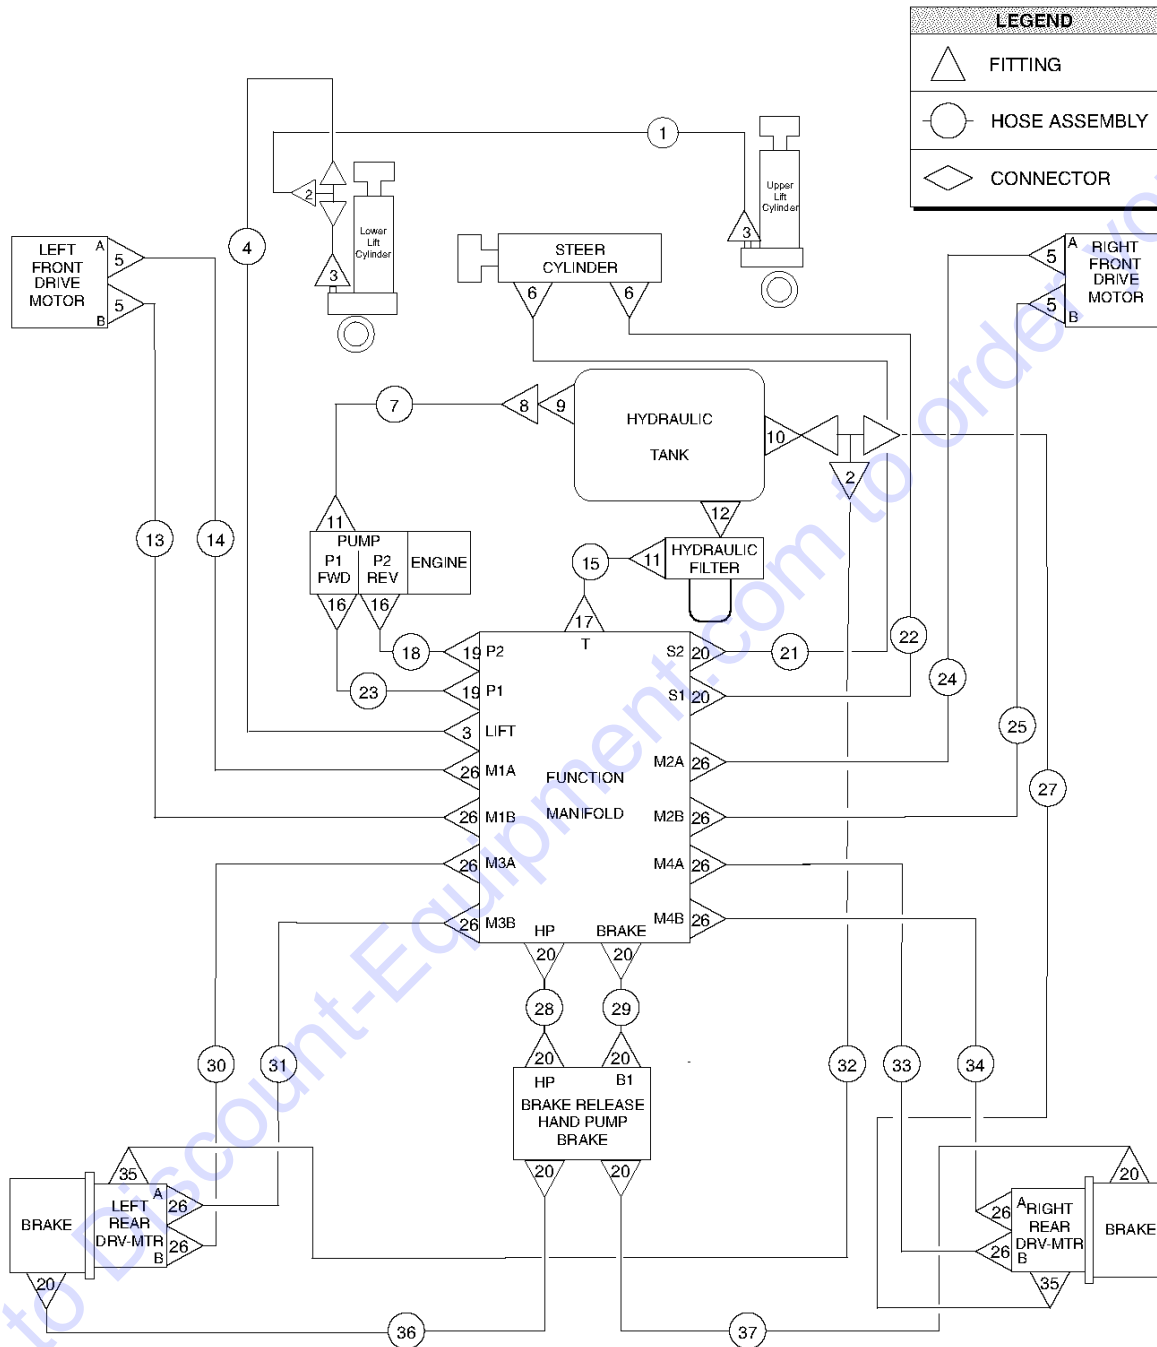 LEGEND
FITTING
HOSE ASSEMBLY
CONNECTOR
1
2
3
Upper
Lift
Cylinder
3
Lower
Lift
Cylinder
4
LEFT
FRONT
DRIVE
MOTOR
A
B
5
5
STEER
CYLINDER
6
6
RIGHT
FRONT
DRIVE
MOTOR
A
B
5
5
7
8
9
HYDRAULIC
TANK
10
2
12
11
PUMP
P1
FWD
P2
REV
ENGINE
16
16
13
14
15
11
HYDRAULIC
FILTER
17
T
18
19
P2
23
19
P1
3
LIFT
26
M1A
26
M1B
26
M3A
26
M3B
FUNCTION
MANIFOLD
S2
20
21
S1
20
22
M2A
26
24
M2B
26
25
M4A
26
M4B
26
27
HP
BRAKE
20
20
28
29
20
20
HP
B1
BRAKE RELEASE
HAND PUMP
BRAKE
20
20
30
31
32
33
34
35
BRAKE
LEFT
REAR
DRV-MTR
A
B
26
26
20
36
37
26
26
A
RIGHT
REAR
DRV-MTR
B
35
20
BRAKE
to Discount-Equipment.com to order yo